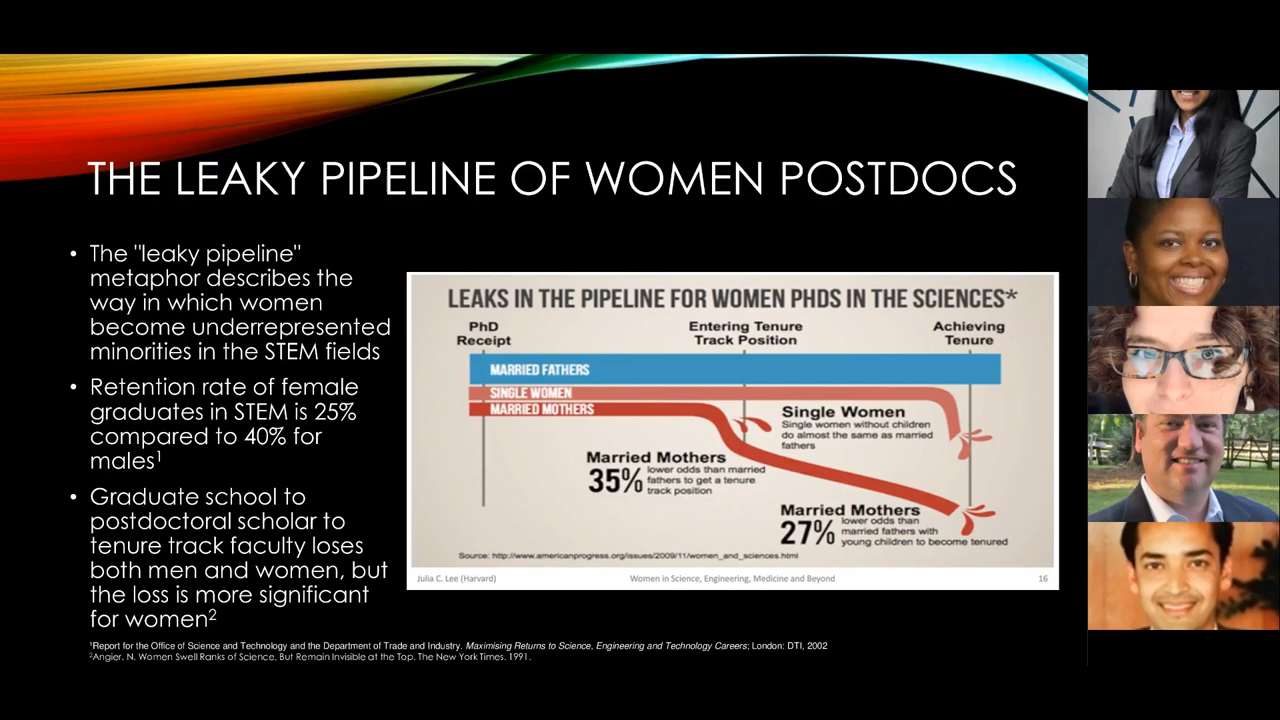 THE LEAKY PIPELINE OF WOMEN POSTDOCS
• The "leaky pipeline"
metaphor describes the
way in which women
become underrepresented
minorities in the STEM fields
• Retention rate of female
graduates in STEM is 25%
compared to 40% for
males1
• Graduate school to
postdoctoral scholar to
tenure track faculty loses
both men and women, but
the loss is more significant
for women2
LEAKS IN THE PIPELINE FOR WOMEN PHDS IN THE SCIENCES*
PhD
Receipt
Entering Tenure
Track Position
Achieving
Tenure
MARRIED FATHERS
SINGLE WOMEN
MARRIED MOTHERS
Single Women
Single women without children
do almost the same as married
fathers
Married Mothers
35% lower odds than married
fathers to get a tenure
track position
Married Mothers
27% lower odds than
married fathers with
young children to become tenured
Source: http://www.americanprogress.org/issues/2009/11/women_and_sciences.html
Julia C. Lee (Harvard)
Women in Science, Engineering, Medicine and Beyond
16
1Report for the Office of Science and Technology and the Department of Trade and Industry. Maximising Returns to Science, Engineering and Technology Careers; London: DTI, 2002
2Angier, N. Women Swell Ranks of Science, But Remain Invisible at the Top. The New York Times. 1991.